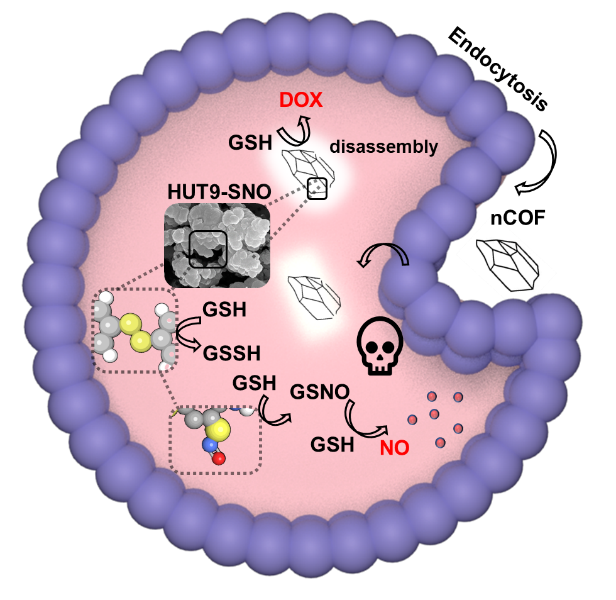 Endocytosis
DOX
GSH
disassembly
HUT9-SNO
nCOF
GSH
GSSH
GSH
GSNO
GSH
NO